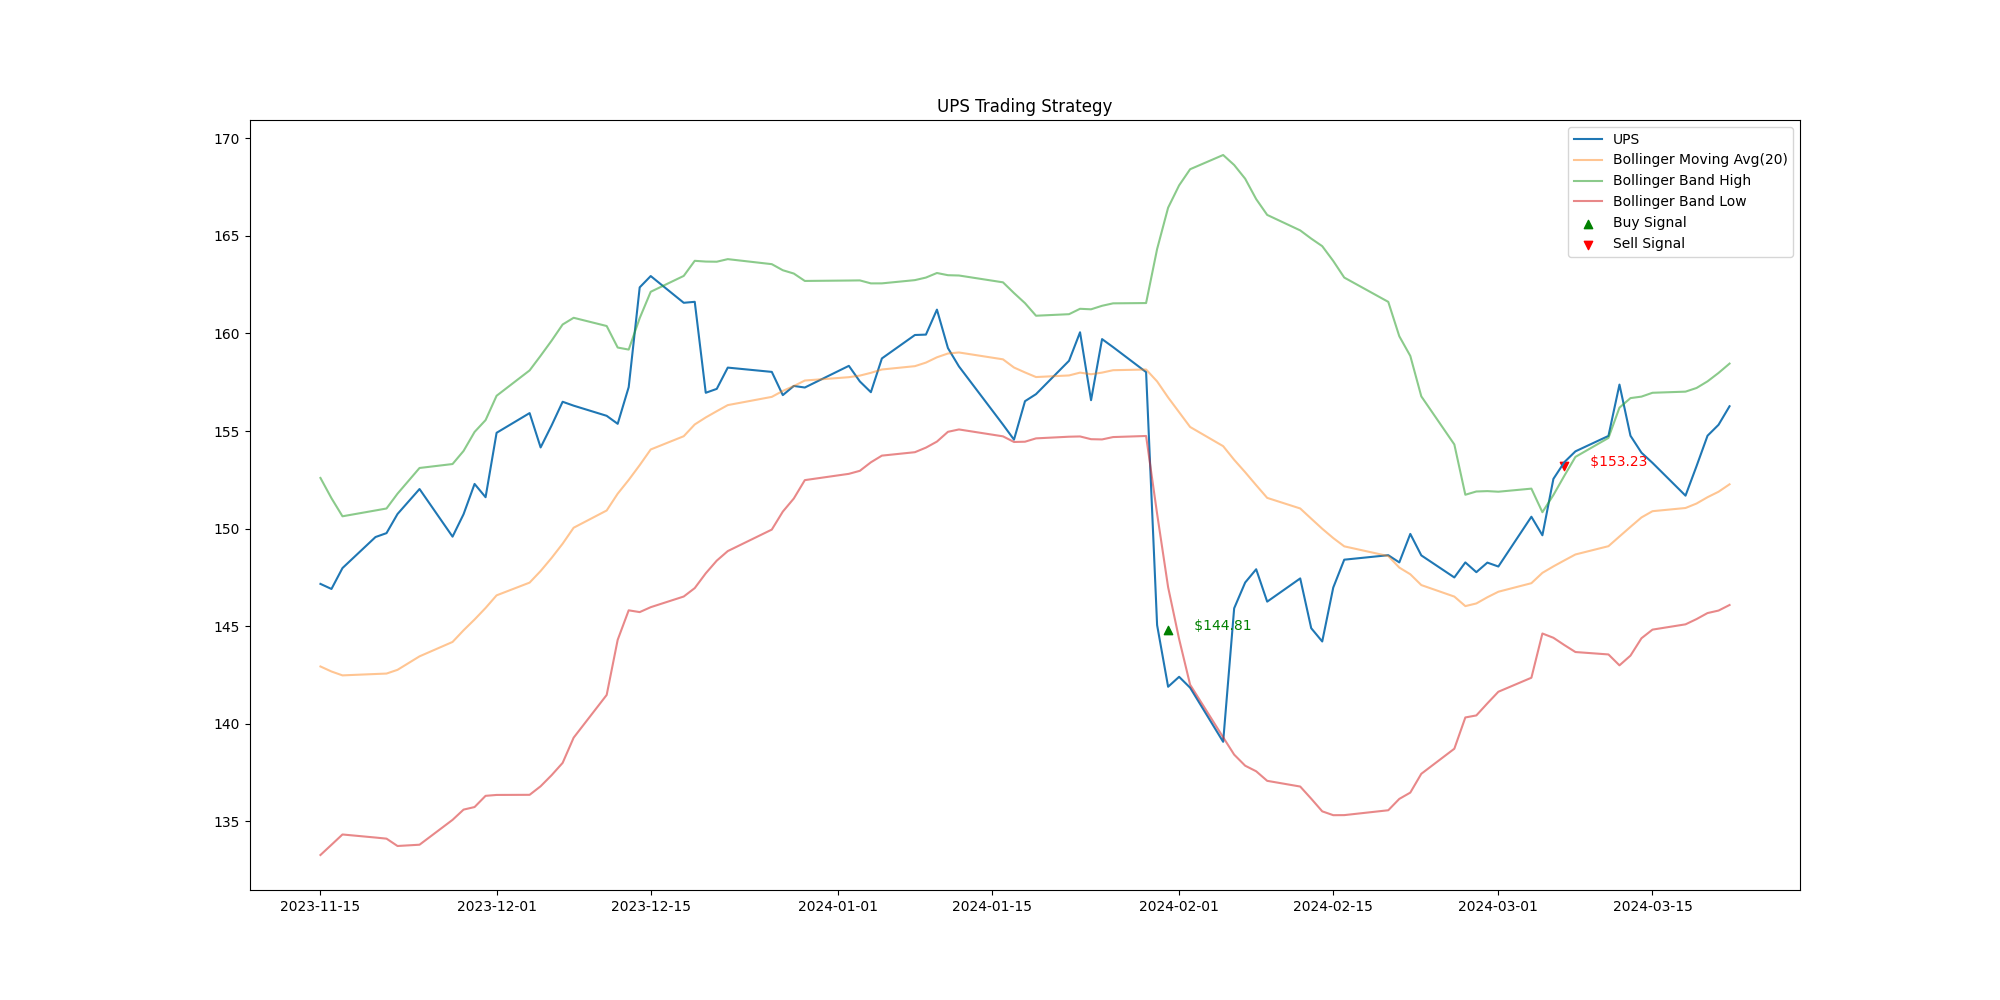 UPS Trading Strategy
170
165
160
155
150
145
140
135
UPS
Bollinger Moving Avg(20)
Bollinger Band High
Bollinger Band Low
Buy Signal
Sell Signal
$153.23
$144.81
2023-11-15
2023-12-01
2023-12-15
2024-01-01
2024-01-15
2024-02-01
2024-02-15
2024-03-01
2024-03-15